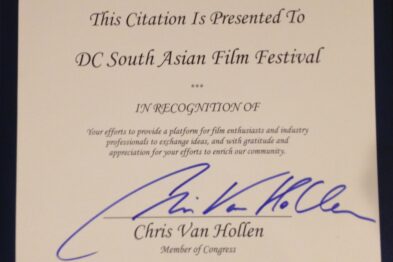 This Citation Is Presented To
DC South Asian Film Festival
***
IN RECOGNITION OF
Your efforts to provide a platform for film enthusiasts and industry
professionals to exchange ideas, and with gratitude and
appreciation for your efforts to enrich our community.
Chris Van Hollen
Chris Van Hollen
Member of Congress